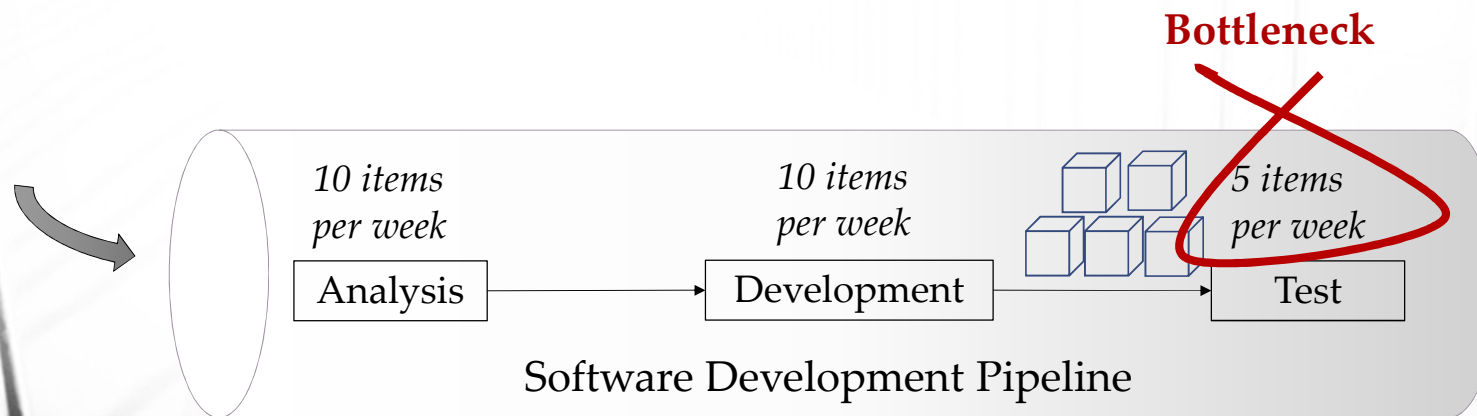 Bottleneck
10 items
per week
10 items
per week
5 items
per week
Analysis
Development
Test
Software Development Pipeline